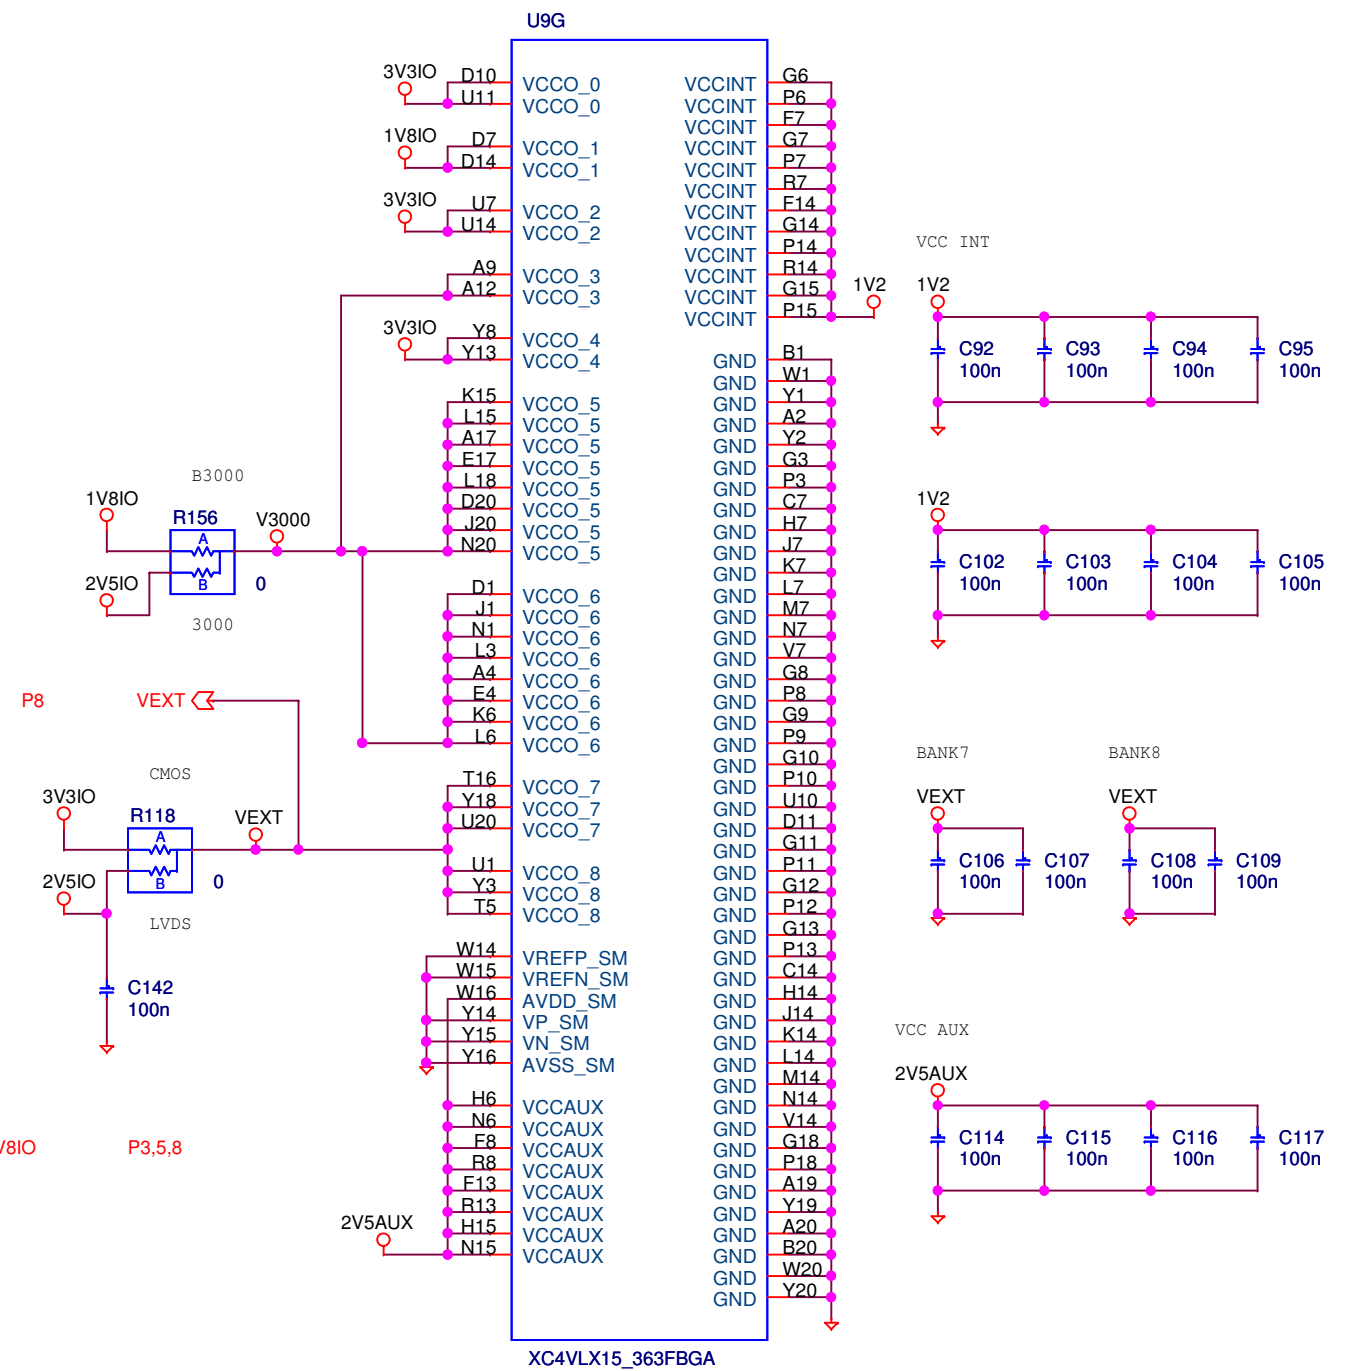 U9G
3V3IO
D10 VCCO_0
U11 VCCO_0
1V8IO
D7 VCCO_1
D14 VCCO_1
3V3IO
U7 VCCO_2
U14 VCCO_2
A9 VCCO_3
A12 VCCO_3
3V3IO
Y8 VCCO_4
Y13 VCCO_4
K15 VCCO_5
L15 VCCO_5
A17 VCCO_5
E17 VCCO_5
L18 VCCO_5
D20 VCCO_5
J20 VCCO_5
N20 VCCO_5
B3000
1V8IO
R156
V3000
A
B
2V5IO
0
3000
D1 VCCO_6
J1 VCCO_6
N1 VCCO_6
L3 VCCO_6
A4 VCCO_6
E4 VCCO_6
K6 VCCO_6
L6 VCCO_6
P8 VEXT
CMOS
3V3IO
R118
VEXT
A
B
2V5IO
0
LVDS
T16 VCCO_7
Y18 VCCO_7
U20 VCCO_7
U1 VCCO_8
Y3 VCCO_8
T5 VCCO_8
C142
100n
W14 VREFP_SM
W15 VREFN_SM
W16 AVDD_SM
Y14 VP_SM
Y15 VN_SM
Y16 AVSS_SM
H6 VCCAUX
N6 VCCAUX
F8 VCCAUX
R8 VCCAUX
F13 VCCAUX
R13 VCCAUX
H15 VCCAUX
N15 VCCAUX
2V5AUX
V8IO P3,5,8
VCCINT G6
VCCINT P6
VCCINT F7
VCCINT G7
VCCINT P7
VCCINT R7
VCCINT F14
VCCINT G14
VCCINT P14
VCCINT R14
VCCINT G15
VCCINT P15
1V2
GND B1
GND W1
GND Y1
GND A2
GND Y2
GND G3
GND P3
GND C7
GND H7
GND J7
GND K7
GND L7
GND M7
GND N7
GND V7
GND G8
GND P8
GND G9
GND P9
GND G10
GND P10
GND U10
GND D11
GND G11
GND P11
GND G12
GND P12
GND G13
GND P13
GND C14
GND H14
GND J14
GND K14
GND L14
GND M14
GND N14
GND V14
GND G18
GND P18
GND A19
GND Y19
GND A20
GND B20
GND W20
GND Y20
XC4VLX15_363FBGA
VCC INT
1V2
C92 C93 C94 C95
100n 100n 100n 100n
1V2
C102 C103 C104 C105
100n 100n 100n 100n
BANK7 BANK8
VEXT VEXT
C106 C107 C108 C109
100n 100n 100n 100n
VCC AUX
2V5AUX
C114 C115 C116 C117
100n 100n 100n 100n